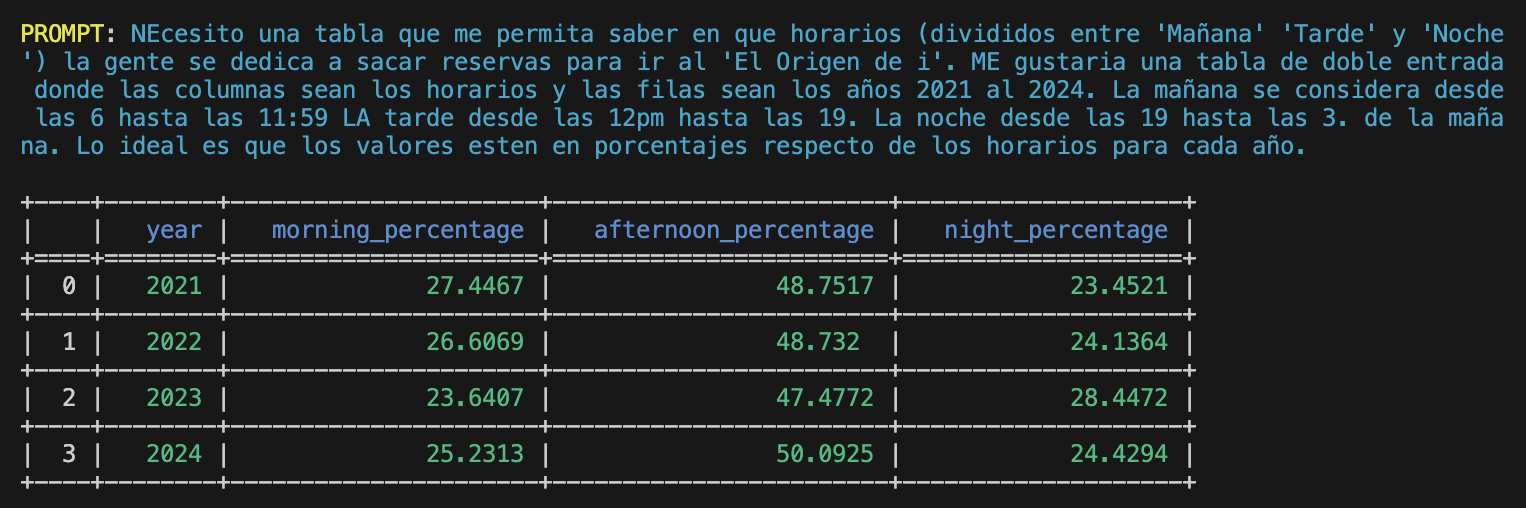 PROMPT: NEcesito una tabla que me permita saber en que horarios (divididos entre 'Mañana' 'Tarde' y 'Noche
') la gente se dedica a sacar reservas para ir al 'El Origen de i'. ME gustaria una tabla de doble entrada
donde las columnas sean los horarios y las filas sean los años 2021 al 2024. La mañana se considera desde
las 6 hasta las 11:59 LA tarde desde las 12pm hasta las 19. La noche desde las 19 hasta las 3. de la maña
na. Lo ideal es que los valores esten en porcentajes respecto de los horarios para cada año.
| | year | morning_percentage | afternoon_percentage | night_percentage |
| 0 | 2021 | 27.4467 | 48.7517 | 23.4521 |
| 1 | 2022 | 26.6069 | 48.732 | 24.1364 |
| 2 | 2023 | 23.6407 | 47.4772 | 28.4472 |
| 3 | 2024 | 25.2313 | 50.0925 | 24.4294 |